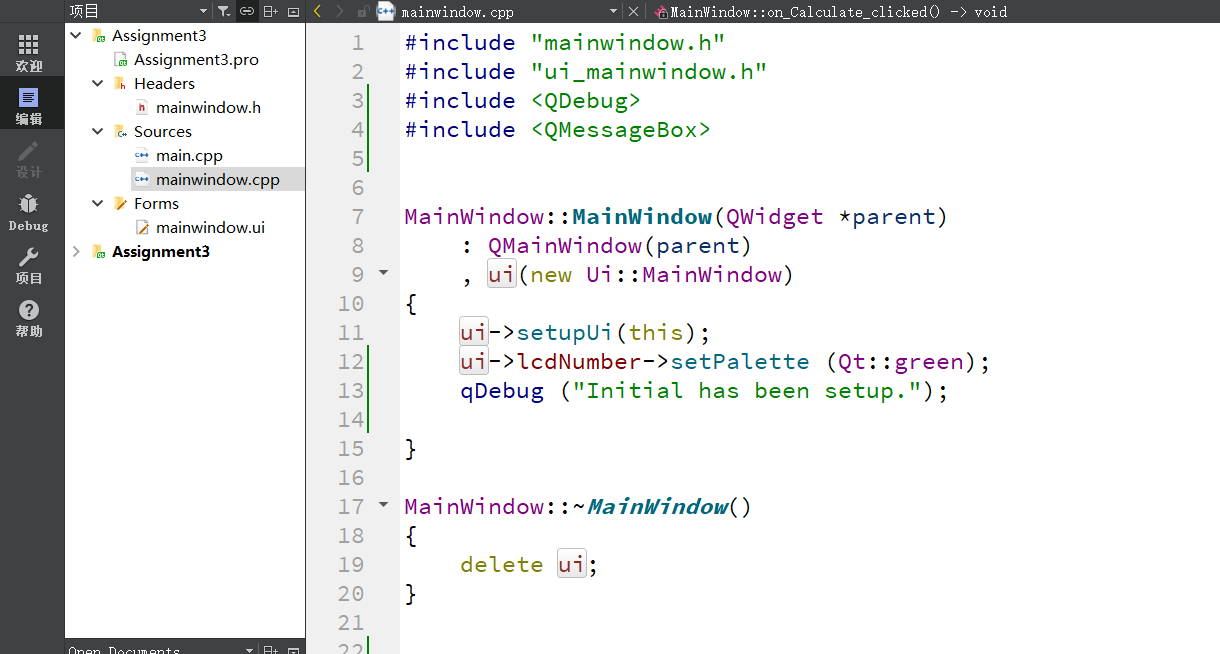 项目
mainwindow.cpp
MainWindow::on_Calculate_clicked() -> void
欢迎
编辑
设计
Debug
项目
帮助
Assignment3
Assignment3.pro
Headers
mainwindow.h
Sources
main.cpp
mainwindow.cpp
Forms
mainwindow.ui
Assignment3
Open Documents
1 #include "mainwindow.h"
2 #include "ui_mainwindow.h"
3 #include <QDebug>
4 #include <QMessageBox>
5
6
7 MainWindow::MainWindow(QWidget *parent)
8     : QMainWindow(parent)
9     , ui(new Ui::MainWindow)
10 {
11     ui->setupUi(this);
12     ui->lcdNumber->setPalette (Qt::green);
13     qDebug ("Initial has been setup.");
14
15 }
16
17 MainWindow::~MainWindow()
18 {
19     delete ui;
20 }
21
22